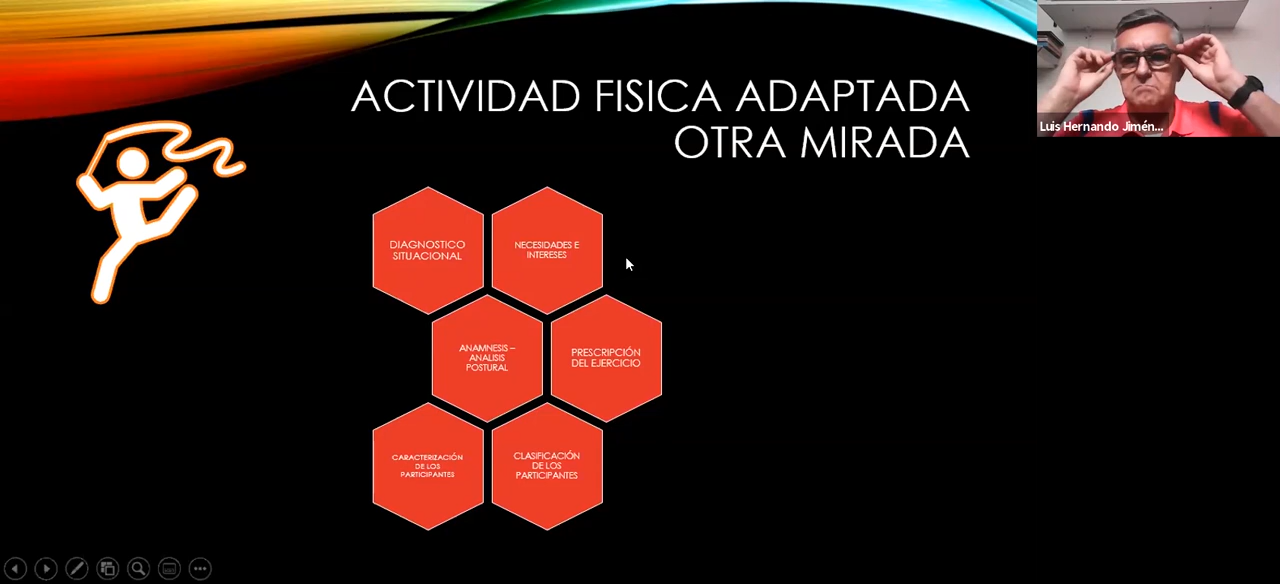 ACTIVIDAD FISICA ADAPTADA
OTRA MIRADA
Luis Hernando Jimén...
DIAGNOSTICO
SITUACIONAL
NECESIDADES E
INTERESES
ANAMNESIS –
ANALISIS
POSTURAL
PRESCRIPCIÓN
DEL EJERCICIO
CARACTERIZACIÓN
DE LOS
PARTICIPANTES
CLASIFICACIÓN
DE LOS
PARTICIPANTES